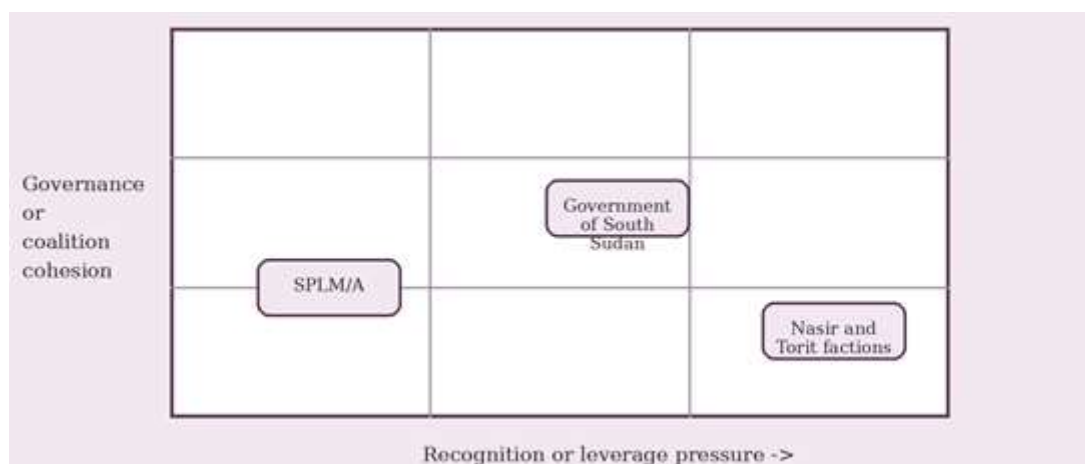 Governance
or
coalition
cohesion
Government
of South
Sudan
SPLM/A
Nasir and
Torit factions
Recognition or leverage pressure ->